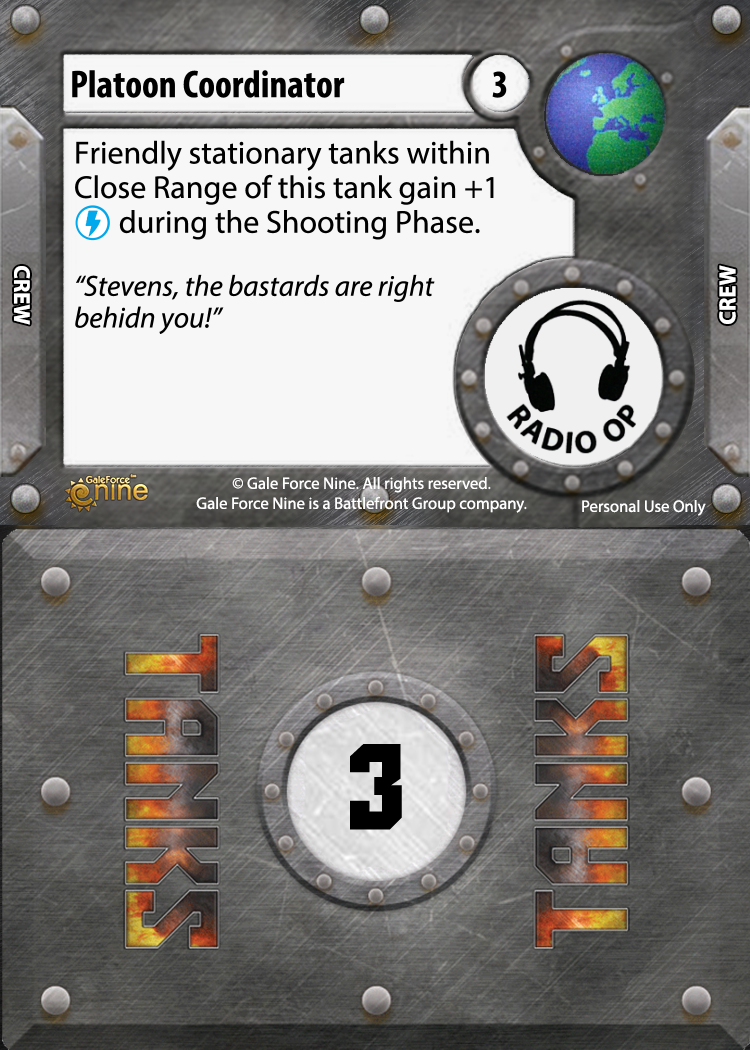 Platoon Coordinator
3
Friendly stationary tanks within
Close Range of this tank gain +1
during the Shooting Phase.
“Stevens, the bastards are right
behidn you!”
CREW
CREW
RADIO OP
GaleForce™
nine
© Gale Force Nine. All rights reserved.
Gale Force Nine is a Battlefront Group company.
Personal Use Only
TANKS
3
TANKS